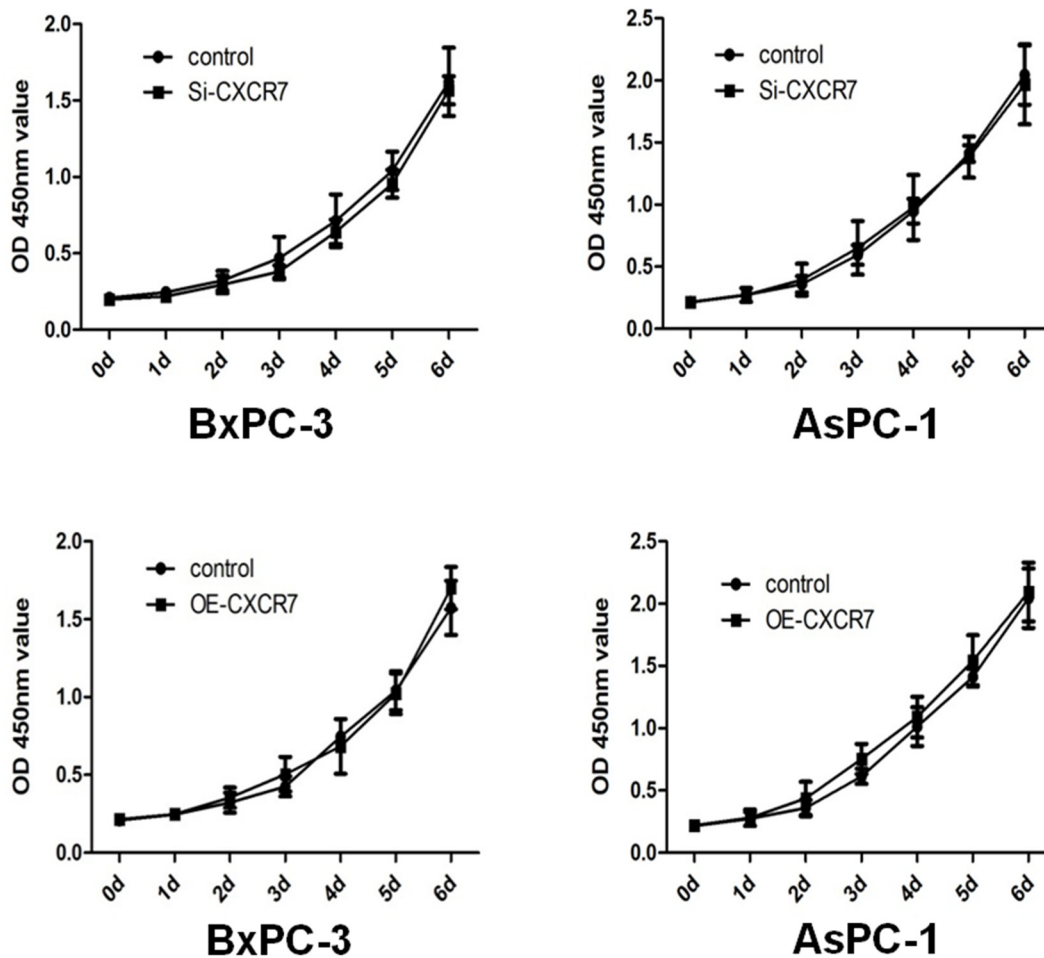 OD 450nm value
2.0
1.5
1.0
0.5
0.0
control
Si-CXCR7
0d 1d 2d 3d 4d 5d 6d
BxPC-3
OD 450nm value
2.5
2.0
1.5
1.0
0.5
0.0
control
Si-CXCR7
0d 1d 2d 3d 4d 5d 6d
AsPC-1
OD 450nm value
2.0
1.5
1.0
0.5
0.0
control
OE-CXCR7
0d 1d 2d 3d 4d 5d 6d
BxPC-3
OD 450nm value
2.5
2.0
1.5
1.0
0.5
0.0
control
OE-CXCR7
0d 1d 2d 3d 4d 5d 6d
AsPC-1